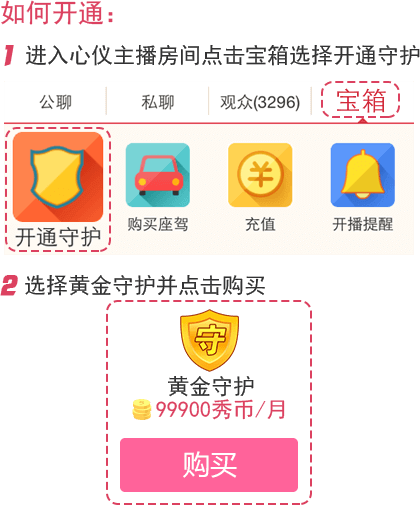 如何开通：
1 进入心仪主播房间点击宝箱选择开通守护
公聊 私聊 观众(3296) 宝箱
开通守护 购买座驾 充值 开播提醒
2 选择黄金守护并点击购买
守
黄金守护
99900秀币/月
购买